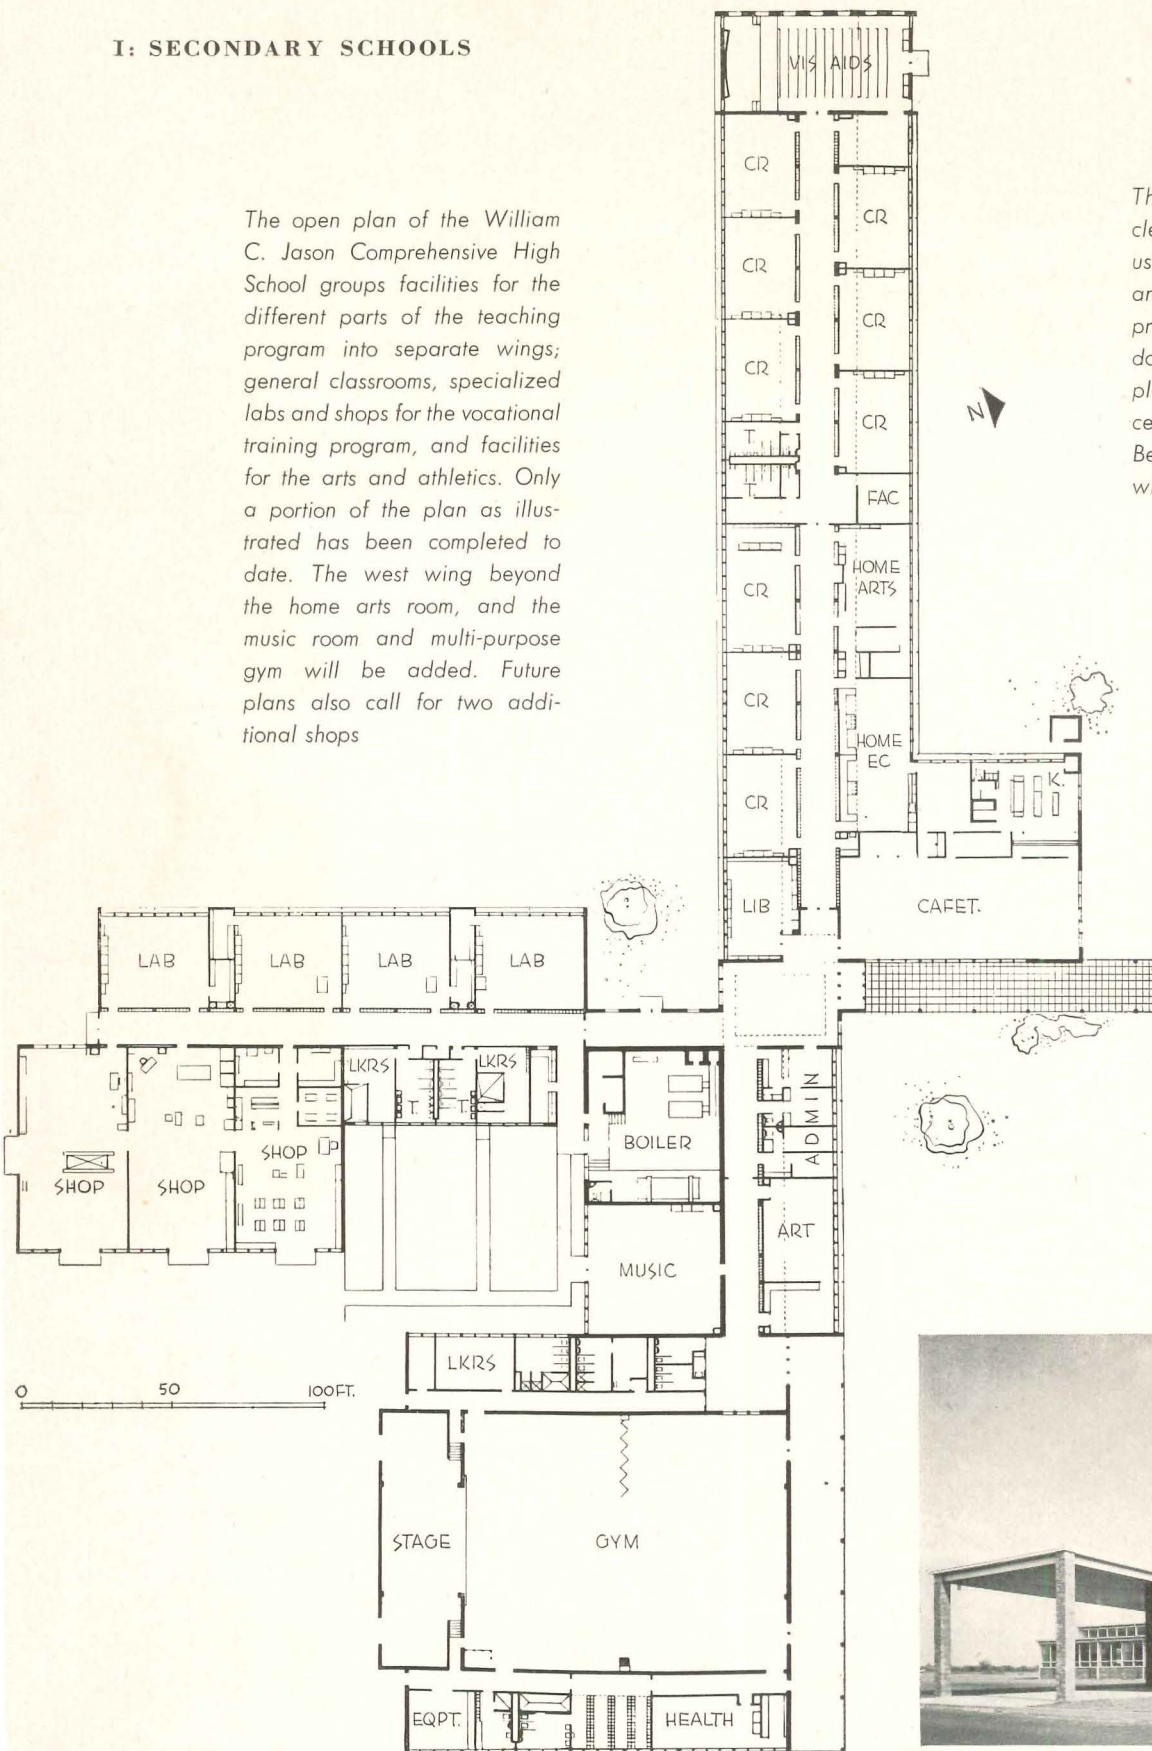 I: SECONDARY SCHOOLS
The open plan of the William
C. Jason Comprehensive High
School groups facilities for the
different parts of the teaching
program into separate wings;
general classrooms, specialized
labs and shops for the vocational
training program, and facilities
for the arts and athletics. Only
a portion of the plan as illus-
trated has been completed to
date. The west wing beyond
the home arts room, and the
music room and multi-purpose
gym will be added. Future
plans also call for two addi-
tional shops
VIS AIDS
CR
CR
CR
CR
CR
CR
N
CR
T.
T.
FAC
CR
HOME
ARTS
CR
HOME
EC
K.
CR
LIB
CAFET.
LAB
LAB
LAB
LAB
LKRS
T.
T.
LKRS
BOILER
ADMIN
SHOP
SHOP
SHOP
ART
MUSIC
LKRS
0 50 100 FT.
STAGE
GYM
EQPT.
HEALTH